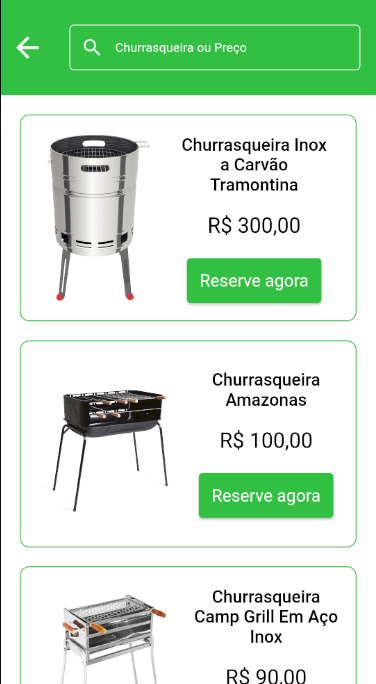 Churrasqueira ou Preço
Churrasqueira Inox
a Carvão
Tramontina
R$ 300,00
Reserve agora
Churrasqueira
Amazonas
R$ 100,00
Reserve agora
Churrasqueira
Camp Grill Em Aço
Inox
R$ 90,00